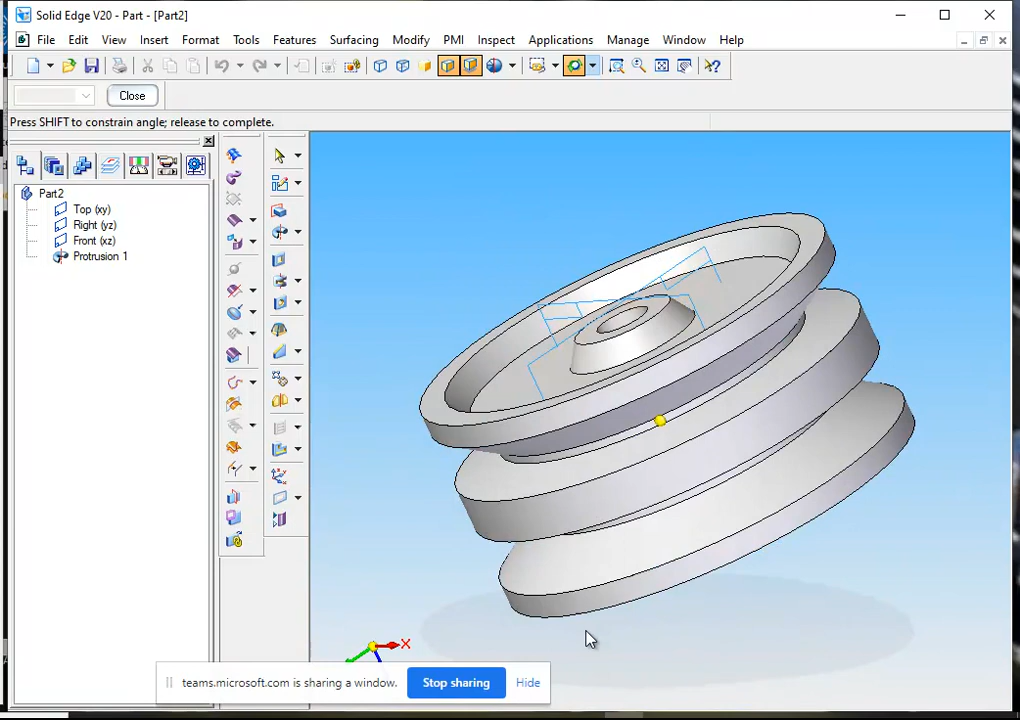 Solid Edge V20 - Part - [Part2]
File Edit View Insert Format Tools Features Surfacing Modify PMI Inspect Applications Manage Window Help
Close
Press SHIFT to constrain angle; release to complete.
Part2
Top (xy)
Right (yz)
Front (xz)
Protrusion 1
X
teams.microsoft.com is sharing a window.
Stop sharing
Hide